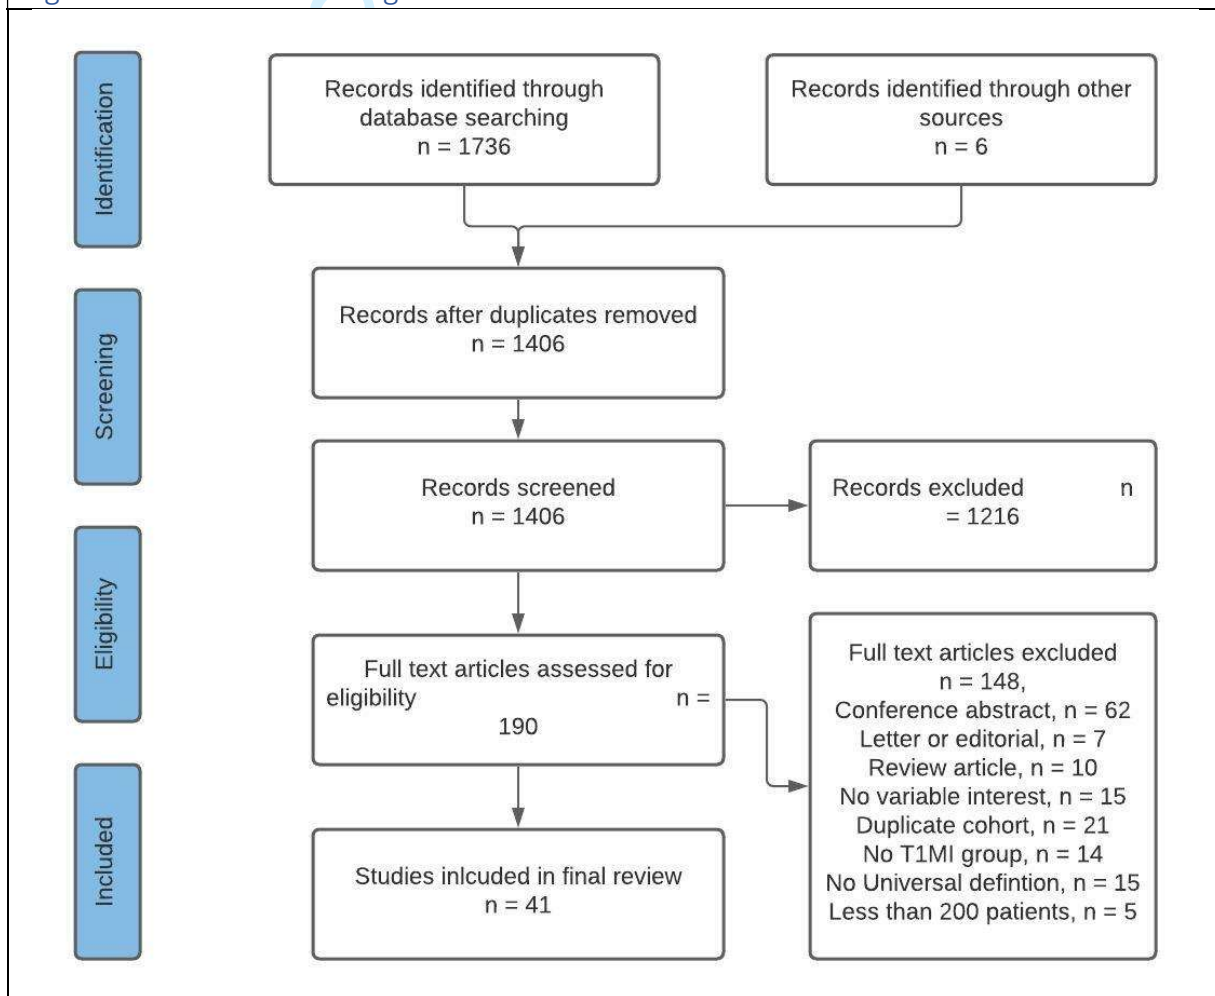 Identification
Records identified through
database searching
n = 1736
Records identified through other
sources
n = 6
Screening
Records after duplicates removed
n = 1406
Records screened
n = 1406
Records excluded n
= 1216
Eligibility
Full text articles assessed for
eligibility n =
190
Full text articles excluded
n = 148,
Conference abstract, n = 62
Letter or editorial, n = 7
Review article, n = 10
No variable interest, n = 15
Duplicate cohort, n = 21
No T1MI group, n = 14
No Universal defintion, n = 15
Less than 200 patients, n = 5
Included
Studies inlcuded in final review
n = 41